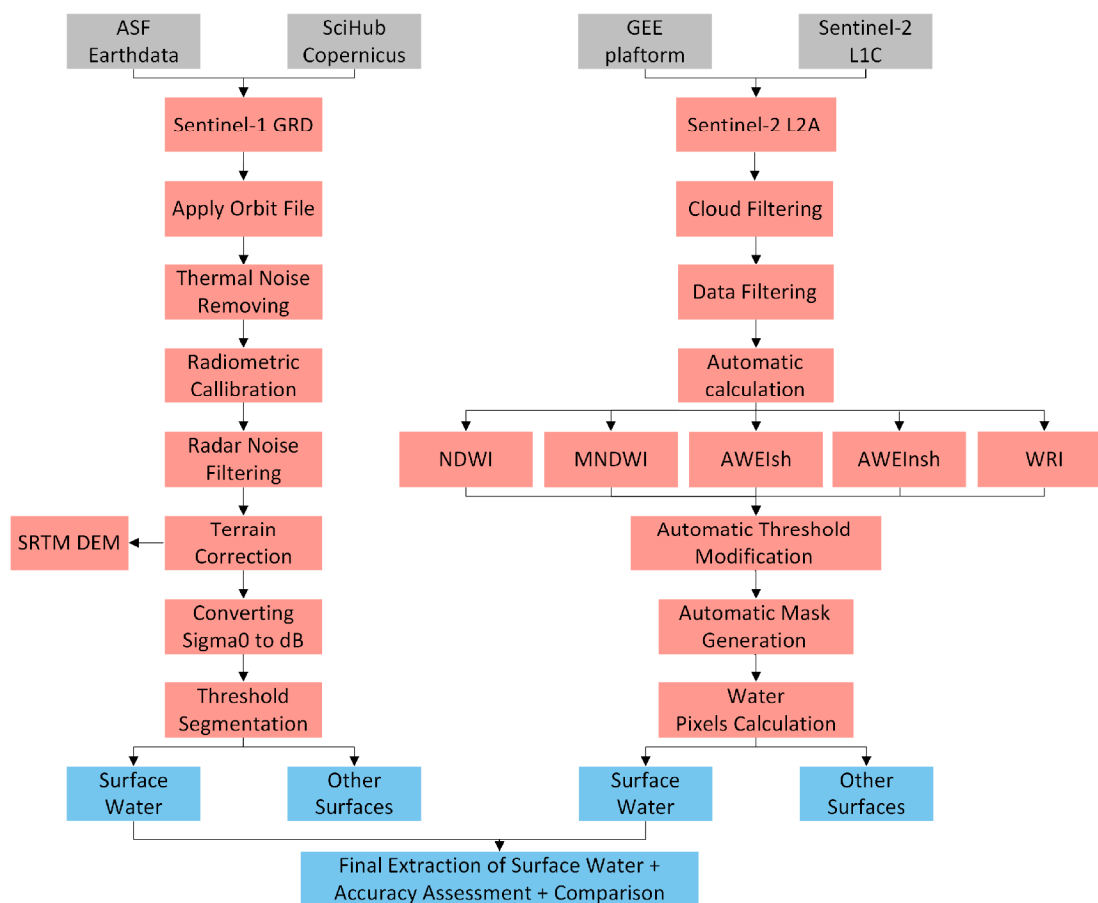 ASF
Earthdata
SciHub
Copernicus
GEE
plaftorm
Sentinel-2
L1C
Sentinel-1 GRD
Sentinel-2 L2A
Apply Orbit File
Cloud Filtering
Thermal Noise
Removing
Data Filtering
Radiometric
Callibration
Automatic
calculation
Radar Noise
Filtering
NDWI
MNDWI
AWEIsh
AWEInsh
WRI
SRTM DEM
Terrain
Correction
Automatic Threshold
Modification
Converting
Sigma0 to dB
Automatic Mask
Generation
Threshold
Segmentation
Water
Pixels Calculation
Surface
Water
Other
Surfaces
Surface
Water
Other
Surfaces
Final Extraction of Surface Water +
Accuracy Assessment + Comparison